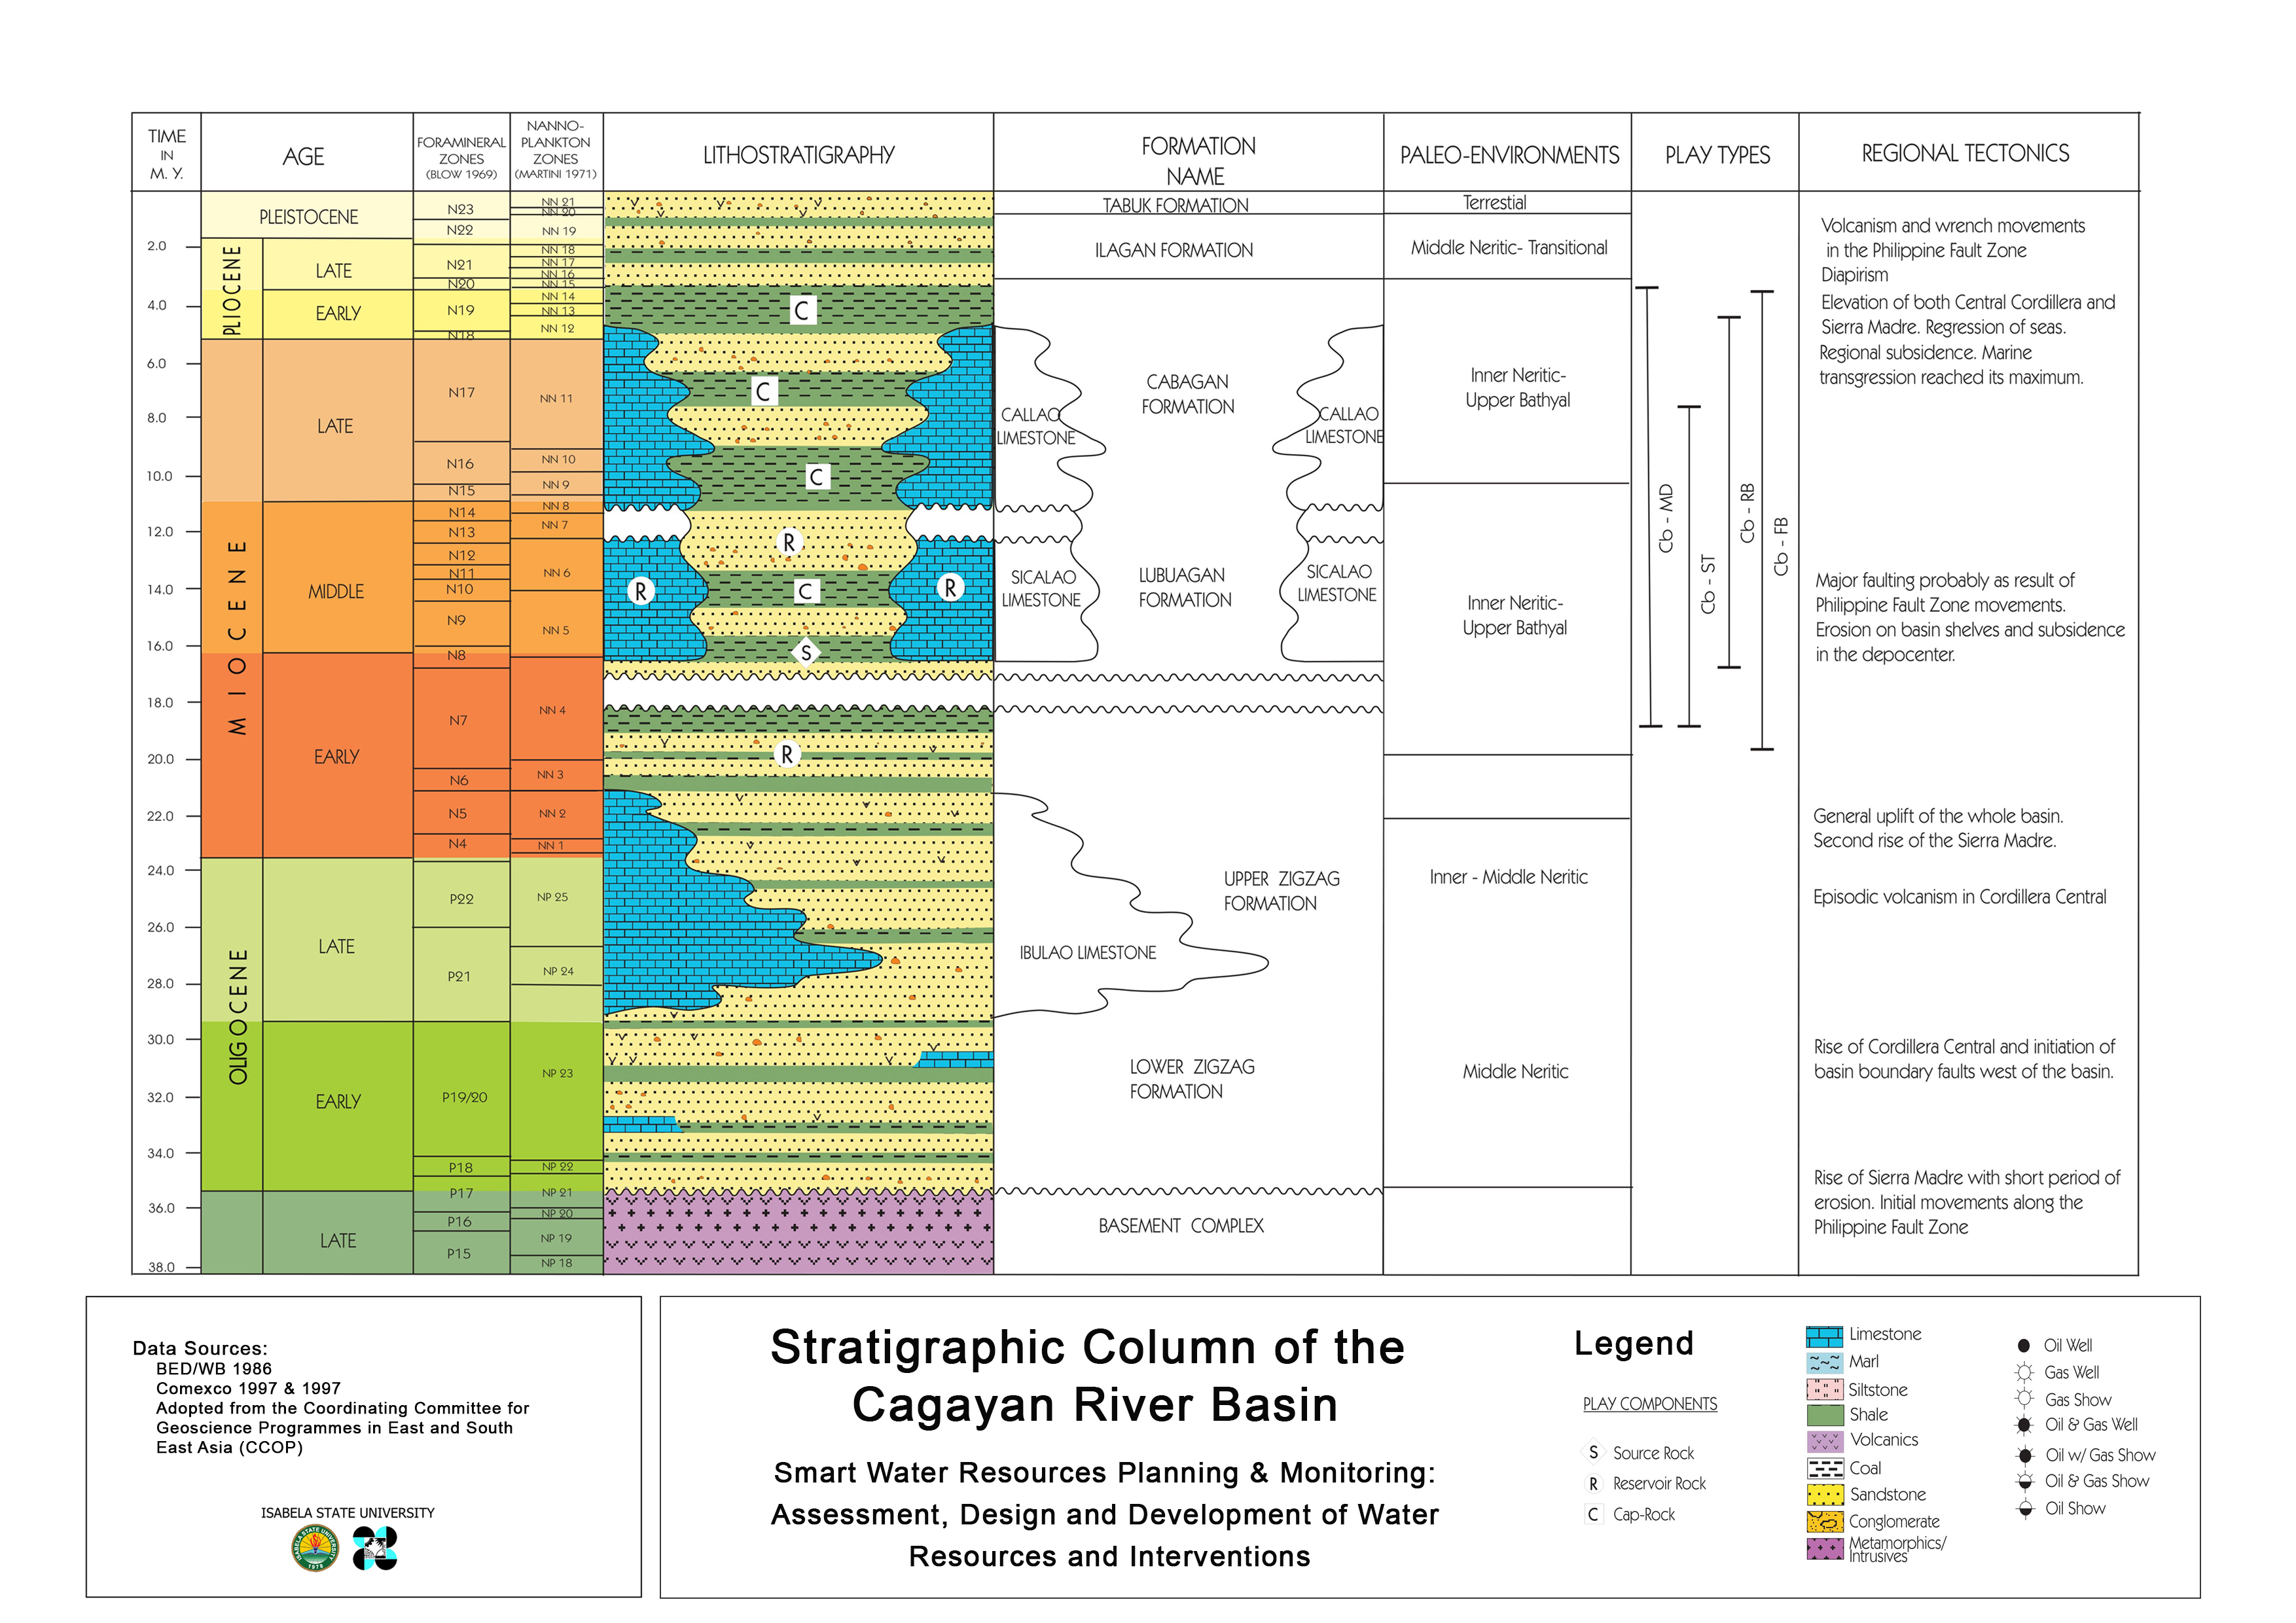 TIME
IN
M. Y.
AGE
FORAMINERAL
ZONES
(BLOW 1969)
NANNO-
PLANKTON
ZONES
(MARTINI 1971)
LITHOSTRATIGRAPHY
FORMATION
NAME
PALEO-ENVIRONMENTS
PLAY TYPES
REGIONAL TECTONICS
2.0
4.0
6.0
8.0
10.0
12.0
14.0
16.0
18.0
20.0
22.0
24.0
26.0
28.0
30.0
32.0
34.0
36.0
38.0
PLEISTOCENE
PLIOCENE
LATE
EARLY
MIOCENE
LATE
MIDDLE
EARLY
OLIGOCENE
LATE
EARLY
LATE
N23
N22
N21
N20
N19
N18
N17
N16
N15
N14
N13
N12
N11
N10
N9
N8
N7
N6
N5
N4
P22
P21
P19/20
P18
P17
P16
P15
NN 21
NN 20
NN 19
NN 18
NN 17
NN 16
NN 15
NN 14
NN 13
NN 12
NN 11
NN 10
NN 9
NN 8
NN 7
NN 6
NN 5
NN 4
NN 3
NN 2
NN 1
NP 25
NP 24
NP 23
NP 22
NP 21
NP 20
NP 19
NP 18
C
C
C
R
R
C
R
S
R
TABUK FORMATION
ILAGAN FORMATION
CABAGAN
FORMATION
CALLAO
LIMESTONE
CALLAO
LIMESTONE
SICALAO
LIMESTONE
LUBUAGAN
FORMATION
SICALAO
LIMESTONE
UPPER ZIGZAG
FORMATION
IBULAO LIMESTONE
LOWER ZIGZAG
FORMATION
BASEMENT COMPLEX
Terrestial
Middle Neritic- Transitional
Inner Neritic-
Upper Bathyal
Inner Neritic-
Upper Bathyal
Inner - Middle Neritic
Middle Neritic
Cb - MD
Cb - ST
Cb - RB
Cb - FB
Volcanism and wrench movements
in the Philippine Fault Zone
Diapirism
Elevation of both Central Cordillera and
Sierra Madre. Regression of seas.
Regional subsidence. Marine
transgression reached its maximum.
Major faulting probably as result of
Philippine Fault Zone movements.
Erosion on basin shelves and subsidence
in the depocenter.
General uplift of the whole basin.
Second rise of the Sierra Madre.
Episodic volcanism in Cordillera Central
Rise of Cordillera Central and initiation of
basin boundary faults west of the basin.
Rise of Sierra Madre with short period of
erosion. Initial movements along the
Philippine Fault Zone
Data Sources:
BED/WB 1986
Comexco 1997 & 1997
Adopted from the Coordinating Committee for
Geoscience Programmes in East and South
East Asia (CCOP)
ISABELA STATE UNIVERSITY
ISABELA STATE UNIVERSITY
1978
Stratigraphic Column of the
Cagayan River Basin
Smart Water Resources Planning & Monitoring:
Assessment, Design and Development of Water
Resources and Interventions
Legend
PLAY COMPONENTS
S Source Rock
R Reservoir Rock
C Cap-Rock
Limestone
Marl
Siltstone
Shale
Volcanics
Coal
Sandstone
Conglomerate
Metamorphics/
Intrusives
Oil Well
Gas Well
Gas Show
Oil & Gas Well
Oil w/ Gas Show
Oil & Gas Show
Oil Show